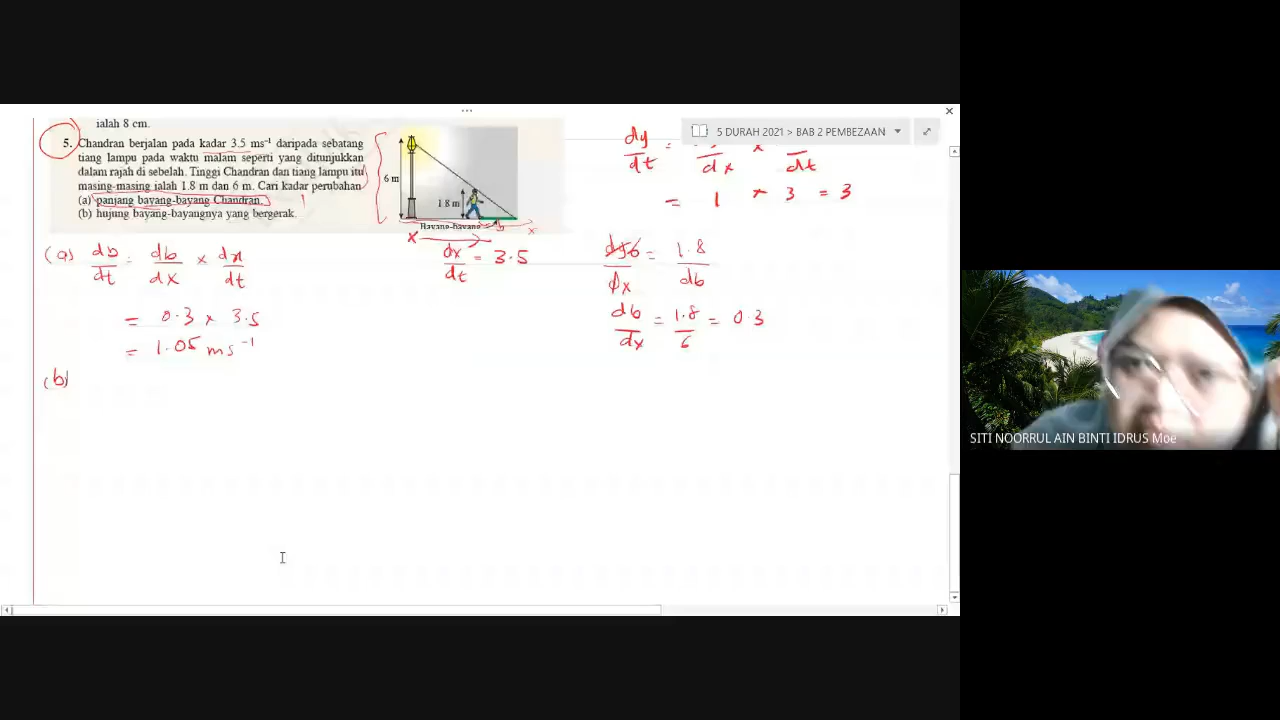 ialah 8 cm.
5. Chandran berjalan pada kadar 3.5 ms⁻¹ daripada sebatang
tiang lampu pada waktu malam seperti yang ditunjukkan
dalam rajah di sebelah. Tinggi Chandran dan tiang lampu itu
masing-masing ialah 1.8 m dan 6 m. Cari kadar perubahan
(a) panjang bayang-bayang Chandran,
(b) hujung bayang-bayangnya yang bergerak.
6 m
1.8 m
Bayang-bayang
b
x
x
dx/dt = 3.5
5 DURAH 2021 > BAB 2 PEMBEZAAN
dy/dt = /dx × /dt
= 1 × 3 = 3
(a) db/dt = db/dx × dx/dt
= 0.3 × 3.5
= 1.05 ms⁻¹
(b)
/dx = 1.8/db
db/dx = 1.8/6 = 0.3
SITI NOORRUL AIN BINTI IDRUS Moe